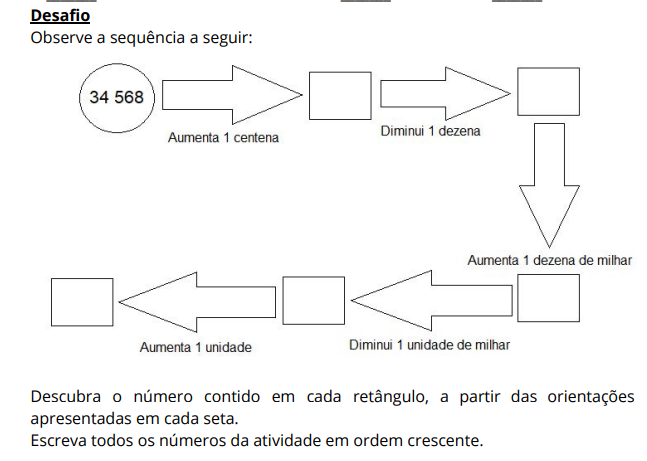 Desafio
Observe a sequência a seguir:
34 568
Aumenta 1 centena
Diminui 1 dezena
Aumenta 1 dezena de milhar
Diminui 1 unidade de milhar
Aumenta 1 unidade
Descubra o número contido em cada retângulo, a partir das orientações
apresentadas em cada seta.
Escreva todos os números da atividade em ordem crescente.